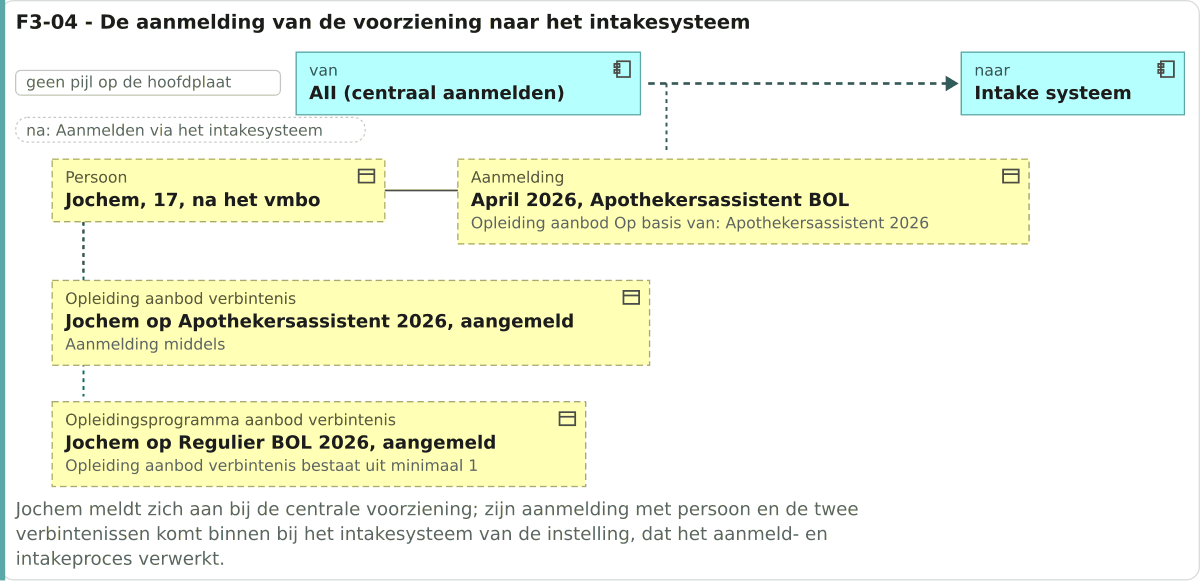 F3-04 - De aanmelding van de voorziening naar het intakesysteem
geen pijl op de hoofdplaat
van
AII (centraal aanmelden)
naar
Intake systeem
na: Aanmelden via het intakesysteem
Persoon
Jochem, 17, na het vmbo
Aanmelding
April 2026, Apothekersassistent BOL
Opleiding aanbod Op basis van: Apothekersassistent 2026
Opleiding aanbod verbintenis
Jochem op Apothekersassistent 2026, aangemeld
Aanmelding middels
Opleidingsprogramma aanbod verbintenis
Jochem op Regulier BOL 2026, aangemeld
Opleiding aanbod verbintenis bestaat uit minimaal 1
Jochem meldt zich aan bij de centrale voorziening; zijn aanmelding met persoon en de twee
verbintenissen komt binnen bij het intakesysteem van de instelling, dat het aanmeld- en
intakeproces verwerkt.